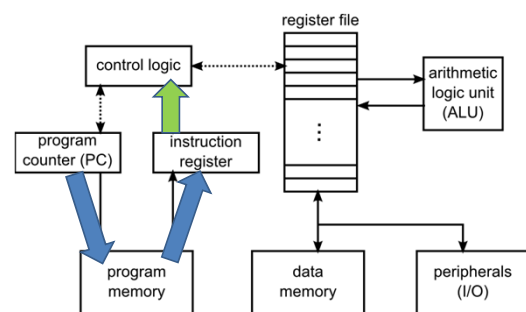 register file
control logic
arithmetic
logic unit
(ALU)
program
counter (PC)
instruction
register
...
program
memory
data
memory
peripherals
(I/O)